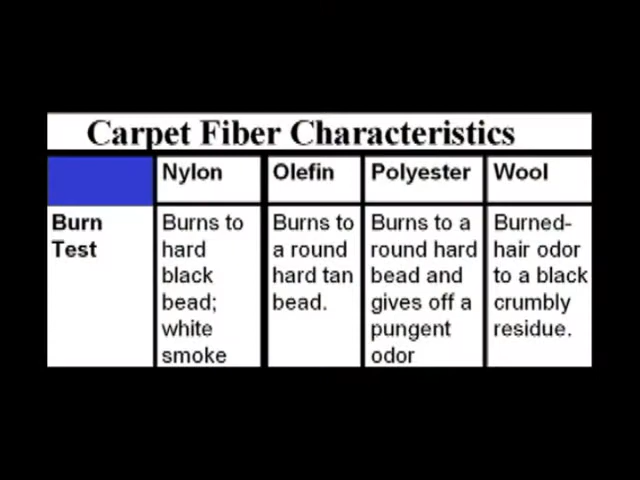 Carpet Fiber Characteristics
Nylon
Olefin
Polyester
Wool
Burn
Test
Burns to
hard
black
bead;
white
smoke
Burns to
a round
hard tan
bead.
Burns to a
round hard
bead and
gives off a
pungent
odor
Burned-
hair odor
to a black
crumbly
residue.